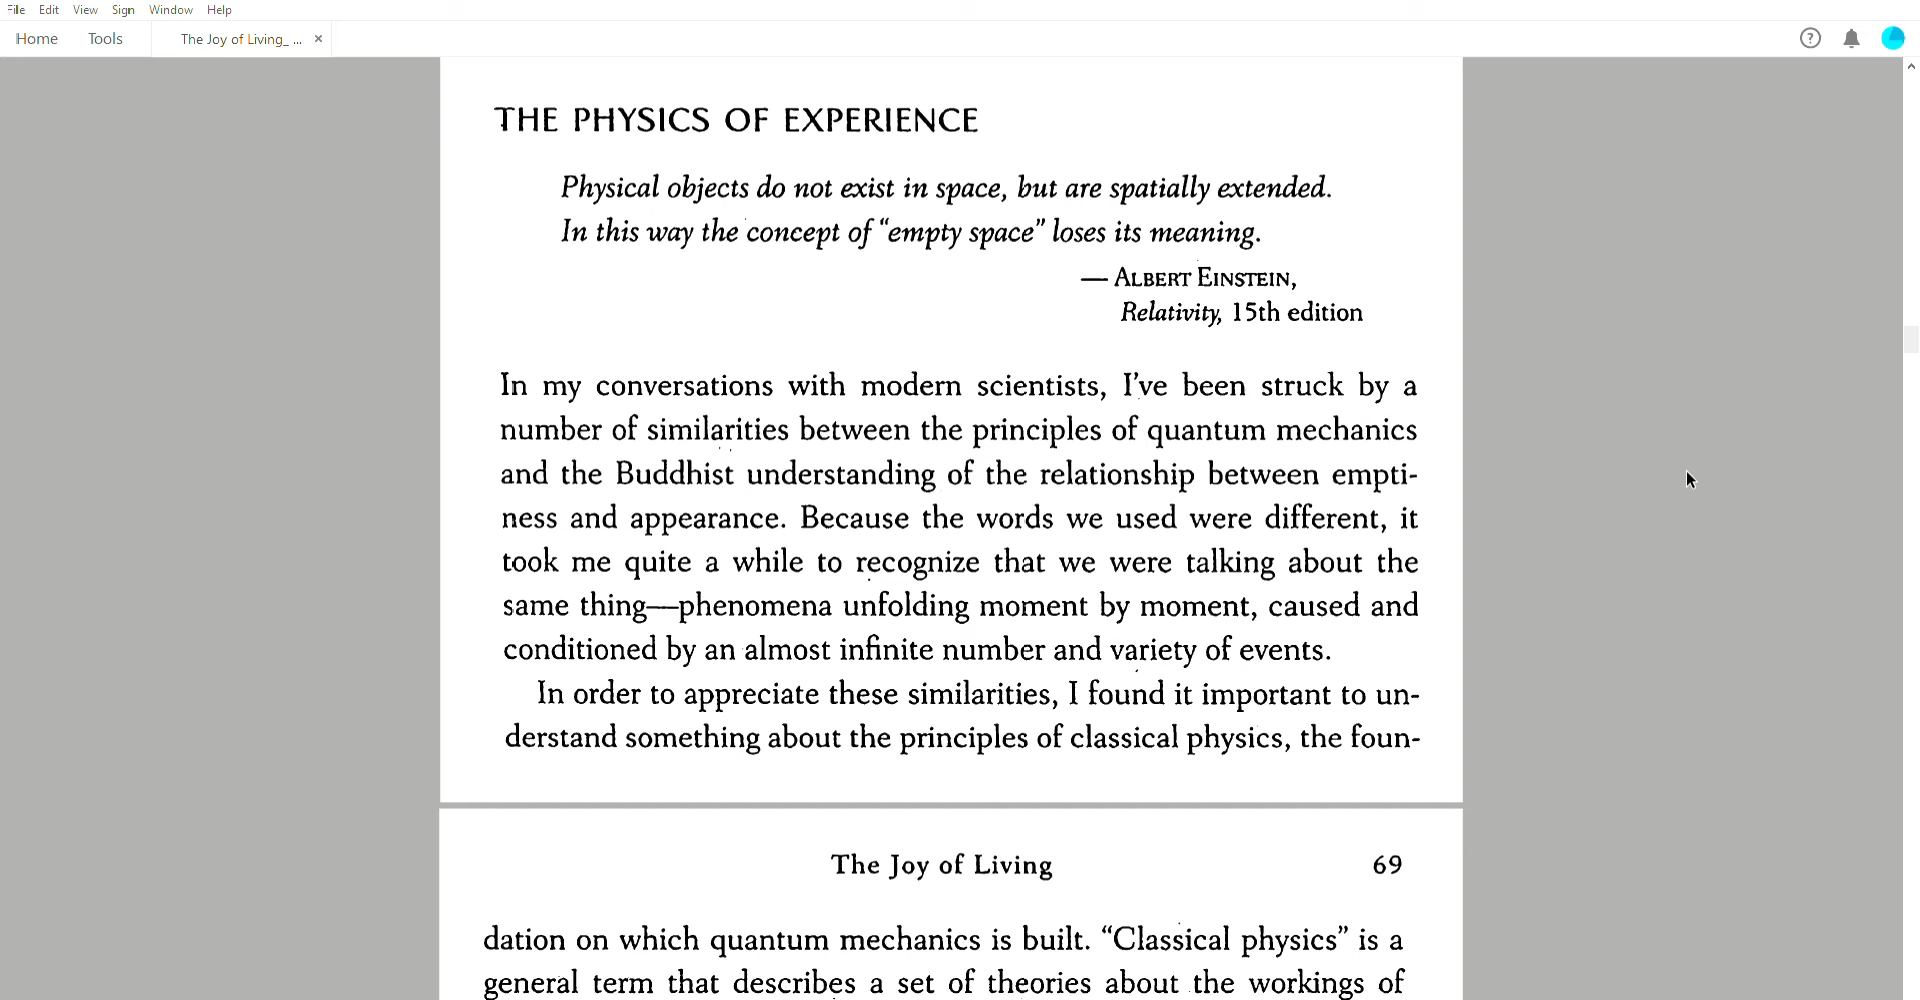 File Edit View Sign Window Help
Home Tools The Joy of Living_ ... ×
THE PHYSICS OF EXPERIENCE
Physical objects do not exist in space, but are spatially extended.
In this way the concept of “empty space” loses its meaning.
— ALBERT EINSTEIN,
Relativity, 15th edition
In my conversations with modern scientists, I’ve been struck by a
number of similarities between the principles of quantum mechanics
and the Buddhist understanding of the relationship between empti-
ness and appearance. Because the words we used were different, it
took me quite a while to recognize that we were talking about the
same thing—phenomena unfolding moment by moment, caused and
conditioned by an almost infinite number and variety of events.
In order to appreciate these similarities, I found it important to un-
derstand something about the principles of classical physics, the foun-
The Joy of Living 69
dation on which quantum mechanics is built. “Classical physics” is a
general term that describes a set of theories about the workings of